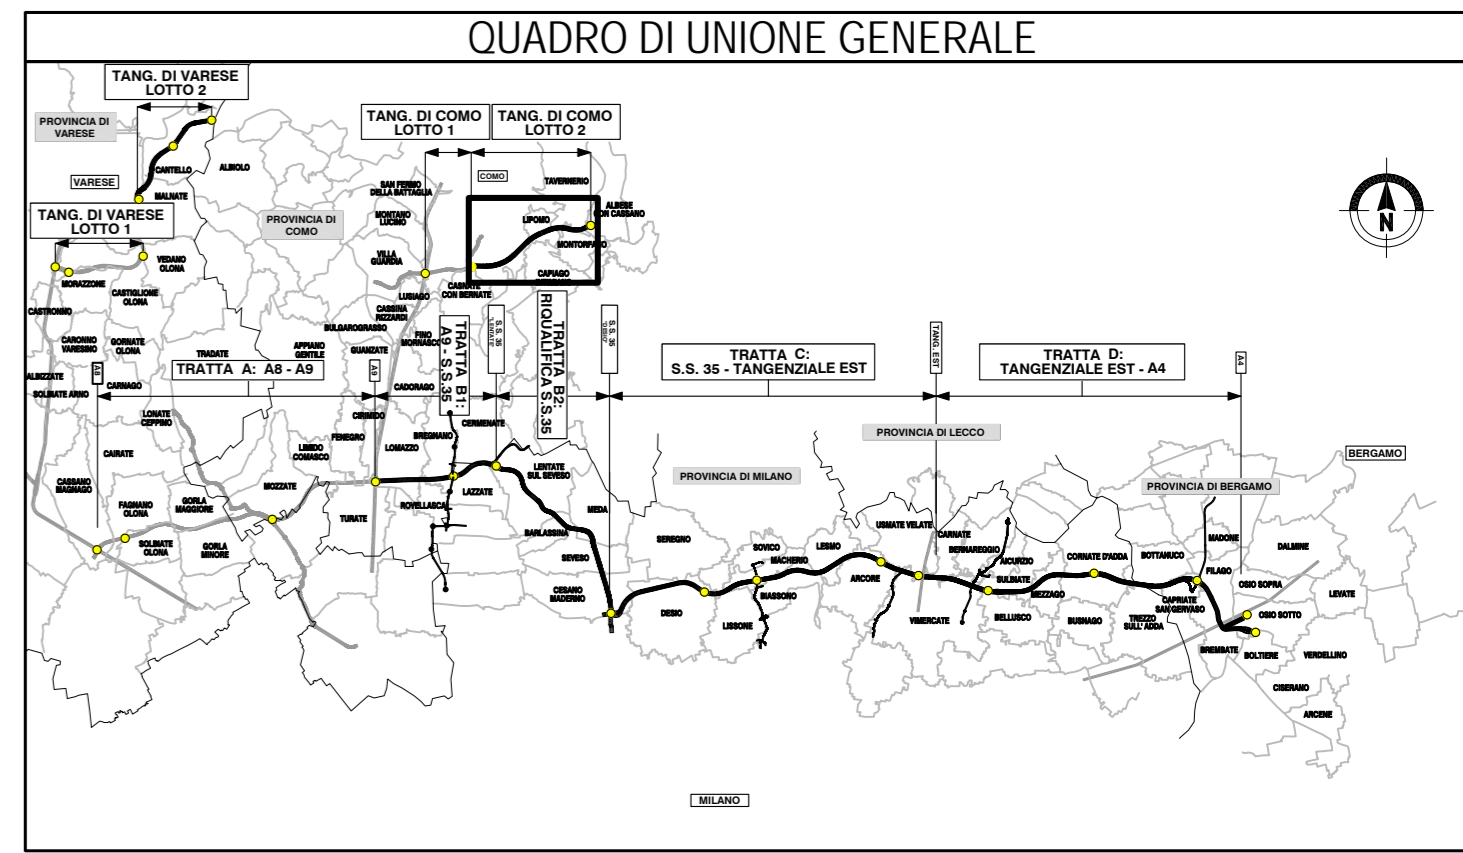 QUADRO DI UNIONE GENERALE
TANG. DI VARESE
LOTTO 2
PROVINCIA DI
VARESE
TANG. DI COMO
LOTTO 1
TANG. DI COMO
LOTTO 2
CANTELLO
ALBIOLO
VARESE
MALNATE
COMO
TAVERNERIO
SAN FERMO
DELLA BATTAGLIA
ALBESE
CON CASSANO
TANG. DI VARESE
LOTTO 1
PROVINCIA DI
COMO
MONTANO
LUCINO
LIPOMO
MONTORFANO
N
VEDANO
OLONA
VILLA
GUARDIA
CAPIAGO
MORAZZONE
CASTIGLIONE
OLONA
LUSIAGO
CASNATE
CON BERNATE
CASTRONNO
CASSINA
RIZZARDI
BULGAROGRASSO
FINO
MORNASCO
CARONNO
VARESINO
GORNATE
OLONA
TRADATE
APPIANO
GENTILE
GUANZATE
TRATTA B1:
A9 - S.S.35
S.S. 35
"LENTATE"
TRATTA B2:
RIQUALIFICA S.S.35
S.S. 35
TANG. EST
A4
A8
A9
ALBIZZATE
CARNAGO
TRATTA A: A8 - A9
TRATTA C:
S.S. 35 - TANGENZIALE EST
TRATTA D:
TANGENZIALE EST - A4
SOLBIATE ARNO
CADORAGO
LONATE
CEPPINO
CIRIMIDO
CERMENATE
FENEGRO
BREGNANO
LOMAZZO
PROVINCIA DI LECCO
CAIRATE
LIMIDO
COMASCO
BERGAMO
CASSANO
MAGNAGO
MOZZATE
LENTATE
SUL SEVESO
PROVINCIA DI MILANO
PROVINCIA DI BERGAMO
LAZZATE
FAGNANO
OLONA
GORLA
MAGGIORE
ROVELLASCA
MEDA
TURATE
USMATE VELATE
CARNATE
BARLASSINA
SEREGNO
MADONE
SOLBIATE
OLONA
GORLA
MINORE
SOVICO
LESMO
BERNAREGGIO
DALMINE
SEVESO
MACHERIO
AICURZIO
CORNATE D'ADDA
BOTTANUCO
FILAGO
ARCORE
SULBIATE
OSIO SOPRA
CESANO
MADERNO
BIASSONO
MEZZAGO
CAPRIATE
SAN GERVASO
LEVATE
DESIO
LISSONE
VIMERCATE
BELLUSCO
BUSNAGO
TREZZO
SULL' ADDA
OSIO SOTTO
BREMBATE
BOLTIERE
VERDELLINO
CISERANO
ARCENE
MILANO